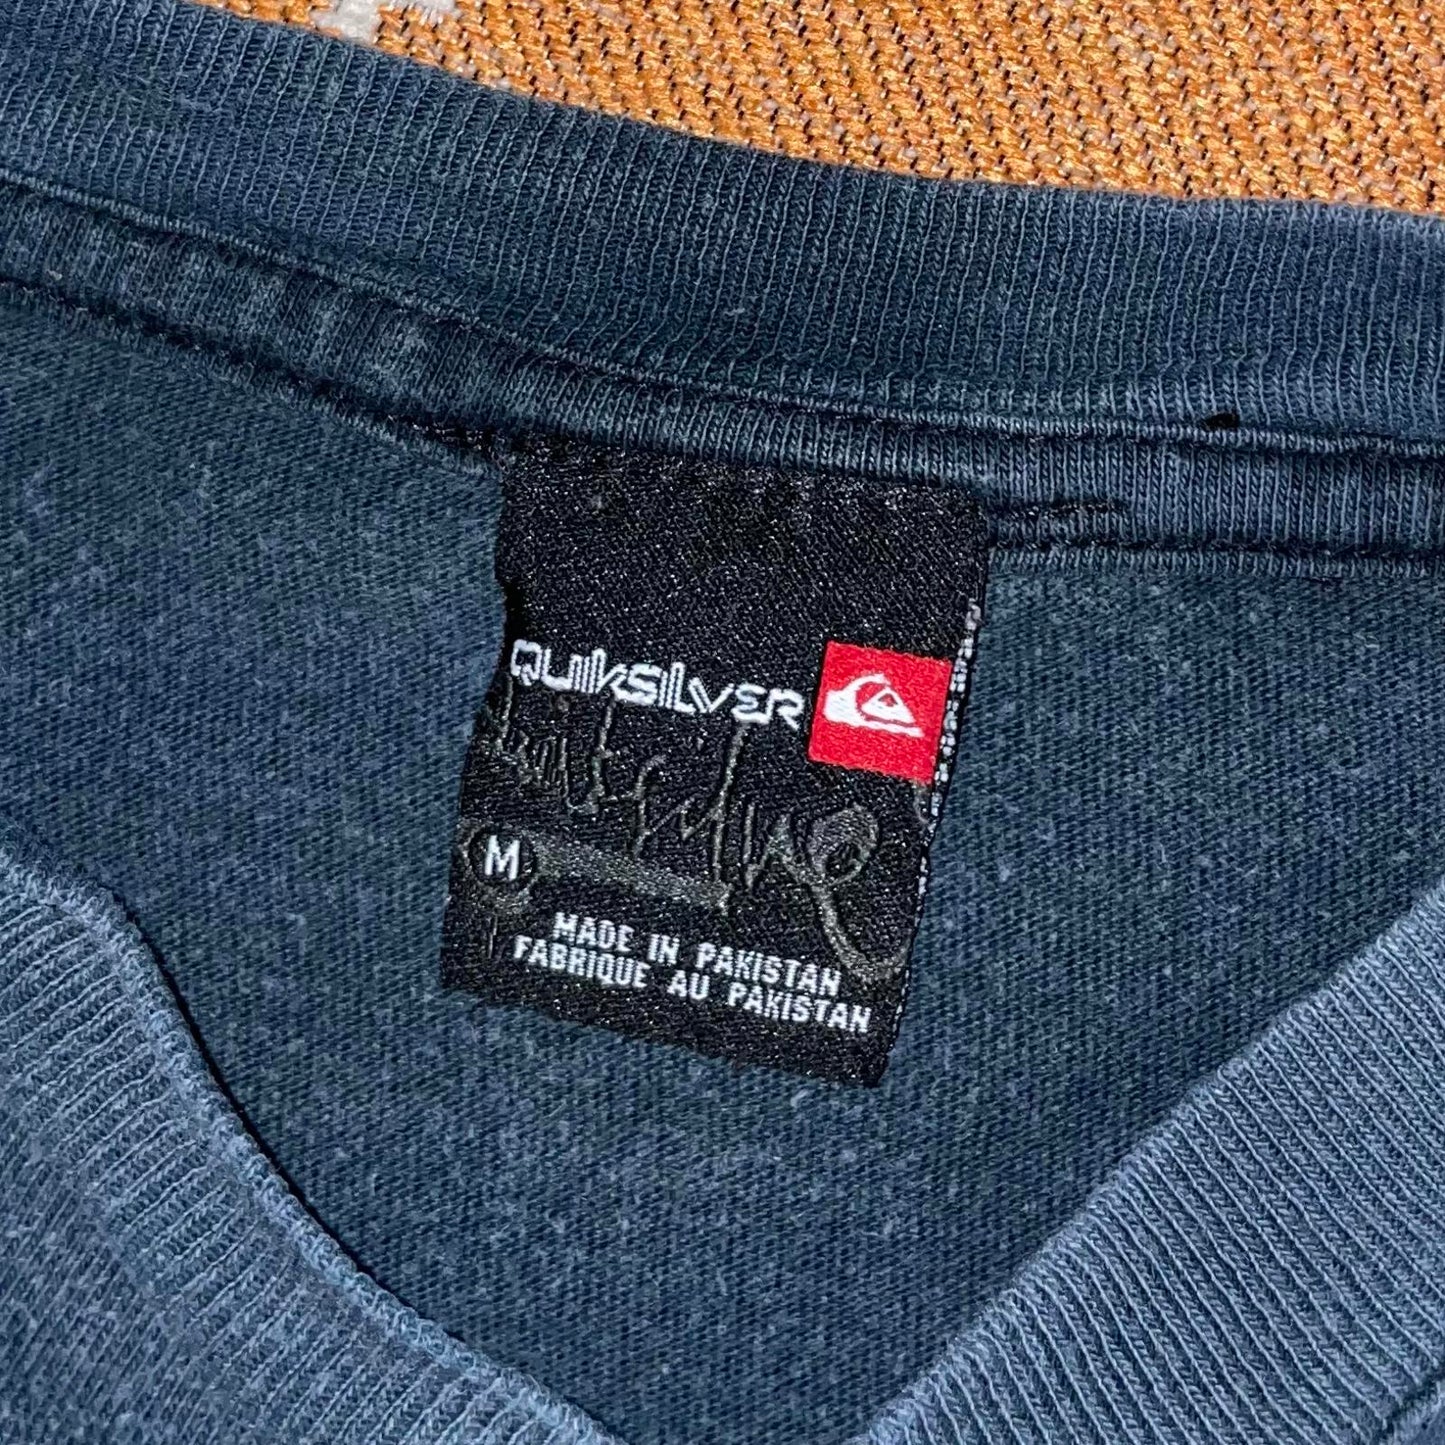 QUIKSILVER
M
MADE IN PAKISTAN
FABRIQUE AU PAKISTAN